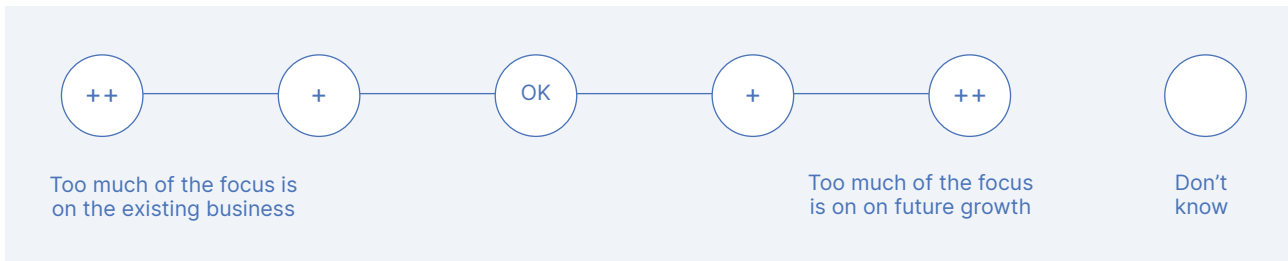 ++ + OK + ++
Too much of the focus is
on the existing business
Too much of the focus
is on on future growth
Don’t
know